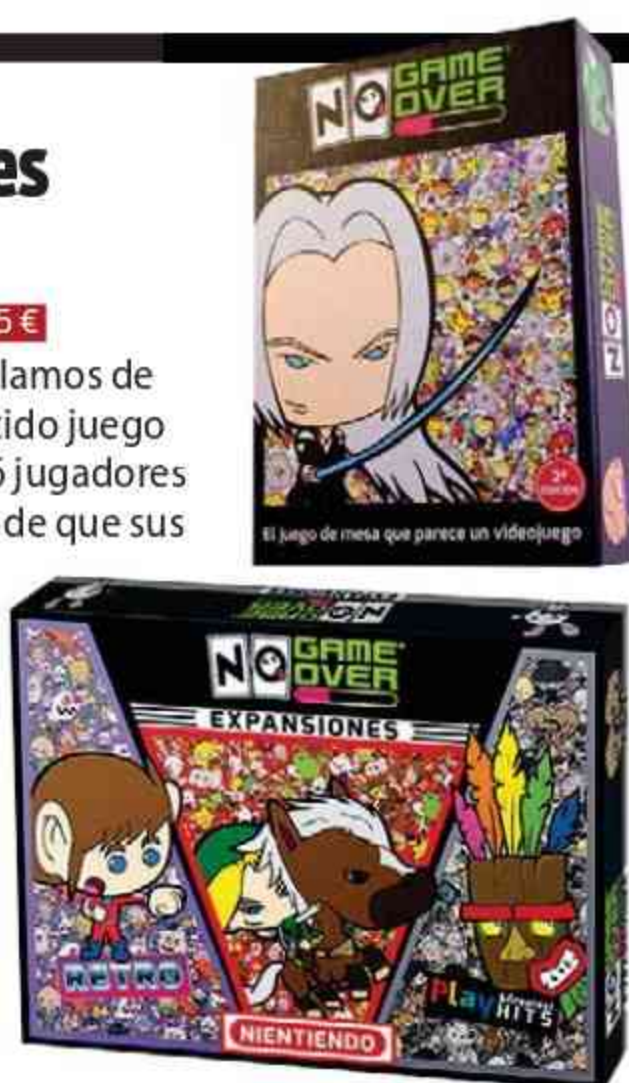 es
5 €
lamos de
tido juego
6 jugadores
de que sus
NO GAME
OVER
El juego de mesa que parece un videojuego
NO GAME
OVER
EXPANSIONES
RETRO
NIENTIENDO
Play
HITS